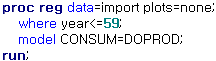 proc reg data=import plots=none;
where year<=59;
model CONSUM=DOPROD;
run;